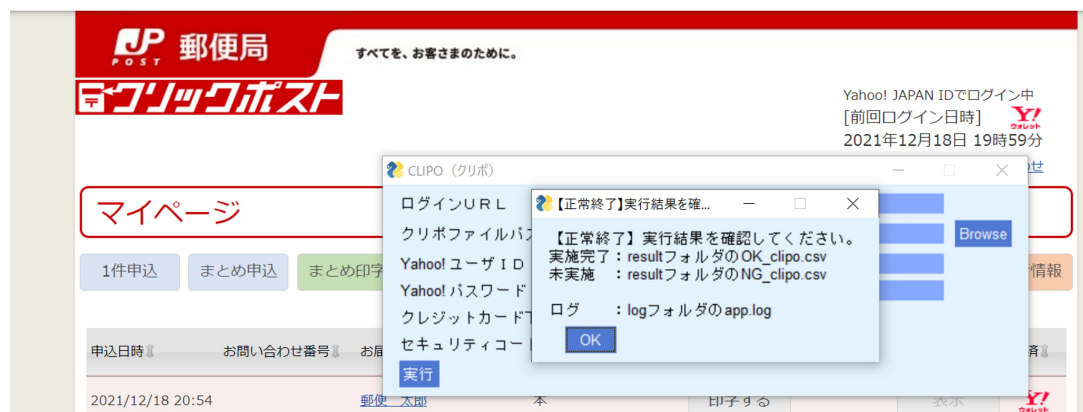 JP 郵便局
POST
すべてを、お客さまのために。
クリックポスト
Yahoo! JAPAN IDでログイン中
[前回ログイン日時]
Y!
ウォレット
2021年12月18日 19時59分
わせ
マイページ
1件申込
まとめ申込
まとめ印字
情報
申込日時
お問い合わせ番号
お届
済
2021/12/18 20:54
郵便 太郎
本
印字する
表示
Y!
ウォレット
CLIPO(クリポ)
ログインURL
クリポファイルパス
Browse
Yahoo! ユーザID
Yahoo! パスワード
クレジットカード下
セキュリティコード
実行
【正常終了】実行結果を確...
【正常終了】実行結果を確認してください。
実施完了:resultフォルダのOK_clipo.csv
未実施 :resultフォルダのNG_clipo.csv
ログ :logフォルダのapp.log
OK